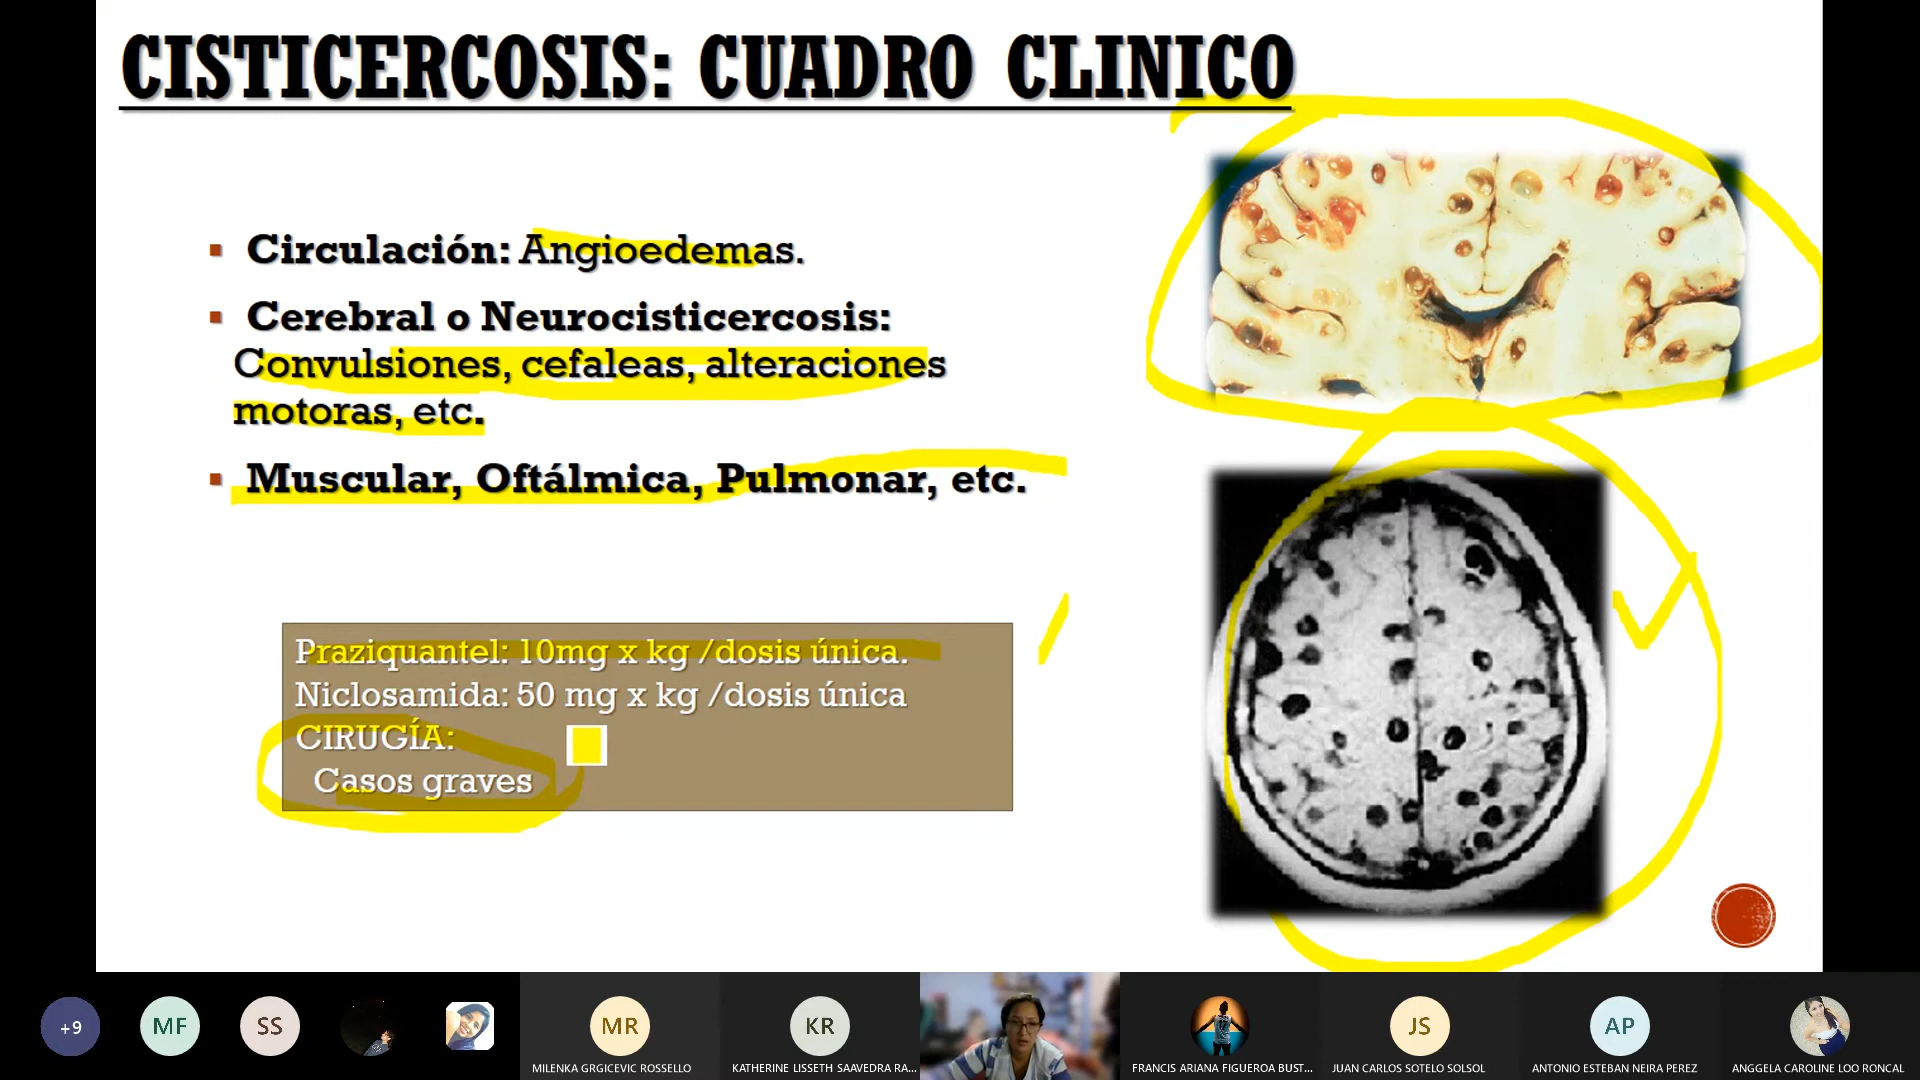 CISTICERCOSIS: CUADRO CLINICO
Circulación: Angioedemas.
Cerebral o Neurocisticercosis:
Convulsiones, cefaleas, alteraciones
motoras, etc.
Muscular, Oftálmica, Pulmonar, etc.
Praziquantel: 10mg x kg /dosis única.
Niclosamida: 50 mg x kg /dosis única
CIRUGÍA:
Casos graves
+9
MF
SS
MR
MILENKA GRGICEVIC ROSSELLO
KR
KATHERINE LISSETH SAAVEDRA RA...
FRANCIS ARIANA FIGUEROA BUST...
JS
JUAN CARLOS SOTELO SOLSOL
AP
ANTONIO ESTEBAN NEIRA PEREZ
ANGGELA CAROLINE LOO RONCAL